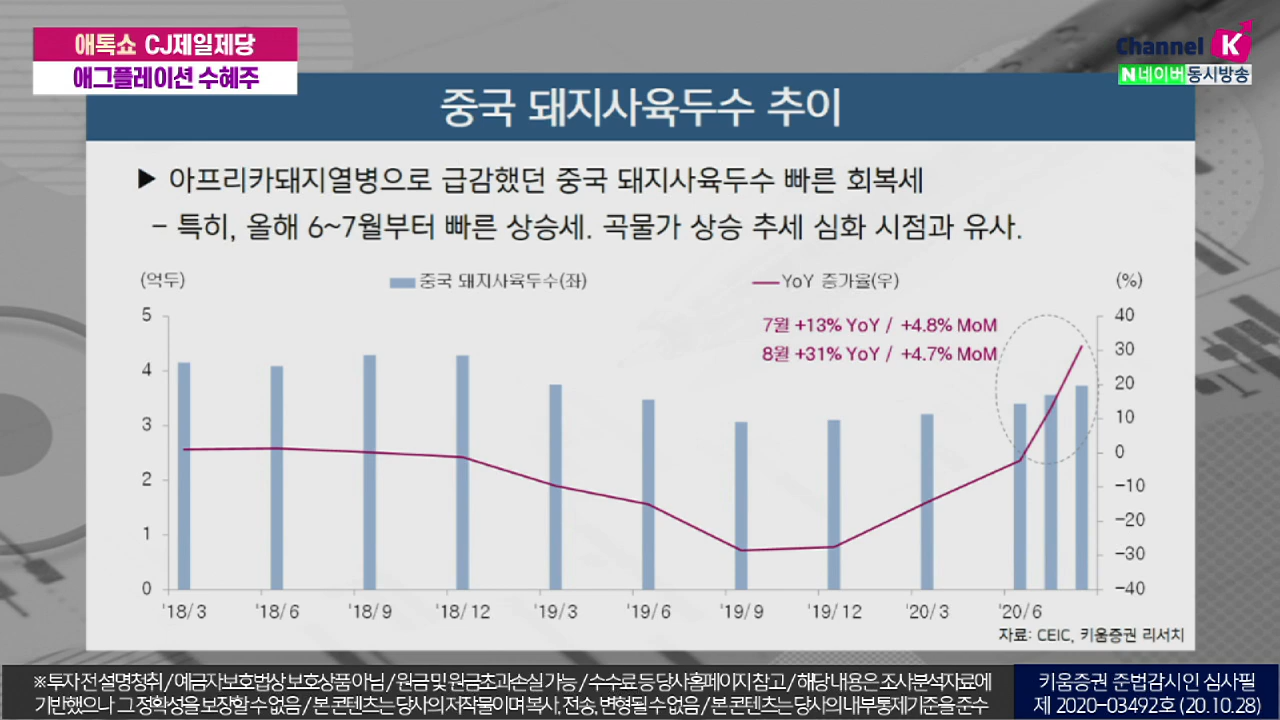 애톡쇼 CJ제일제당
애그플레이션 수혜주
Channel K
N 네이버 동시방송
중국 돼지사육두수 추이
▶ 아프리카돼지열병으로 급감했던 중국 돼지사육두수 빠른 회복세
- 특히, 올해 6~7월부터 빠른 상승세. 곡물가 상승 추세 심화 시점과 유사.
(억두) 중국 돼지사육두수(좌) YoY 증가율(우) (%)
7월 +13% YoY / +4.8% MoM
8월 +31% YoY / +4.7% MoM
5
4
3
2
1
0
40
30
20
10
0
-10
-20
-30
-40
'18/3 '18/6 '18/9 '18/12 '19/3 '19/6 '19/9 '19/12 '20/3 '20/6
자료: CEIC, 키움증권 리서치
※ 투자 전 설명청취 / 예금자보호법상 보호상품 아님 / 원금 및 원금초과손실 가능 / 수수료 등 당사홈페이지 참고 / 해당 내용은 조사분석자료에
기반했으나 그 정확성을 보장할 수 없음 / 본 콘텐츠는 당사의 저작물이며 복사, 전송, 변형될 수 없음 / 본 콘텐츠는 당사의 내부통제기준을 준수
키움증권 준법감시인 심사필
제 2020-03492호 (20.10.28)